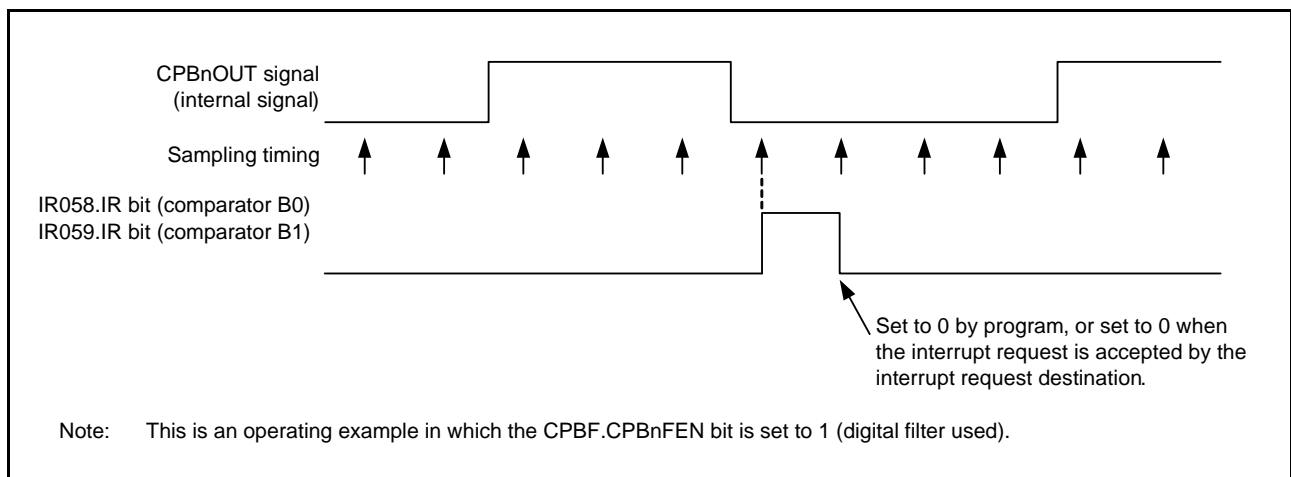 CPBnOUT signal
(internal signal)
Sampling timing
IR058.IR bit (comparator B0)
IR059.IR bit (comparator B1)
Set to 0 by program, or set to 0 when
the interrupt request is accepted by the
interrupt request destination.
Note: This is an operating example in which the CPBF.CPBnFEN bit is set to 1 (digital filter used).